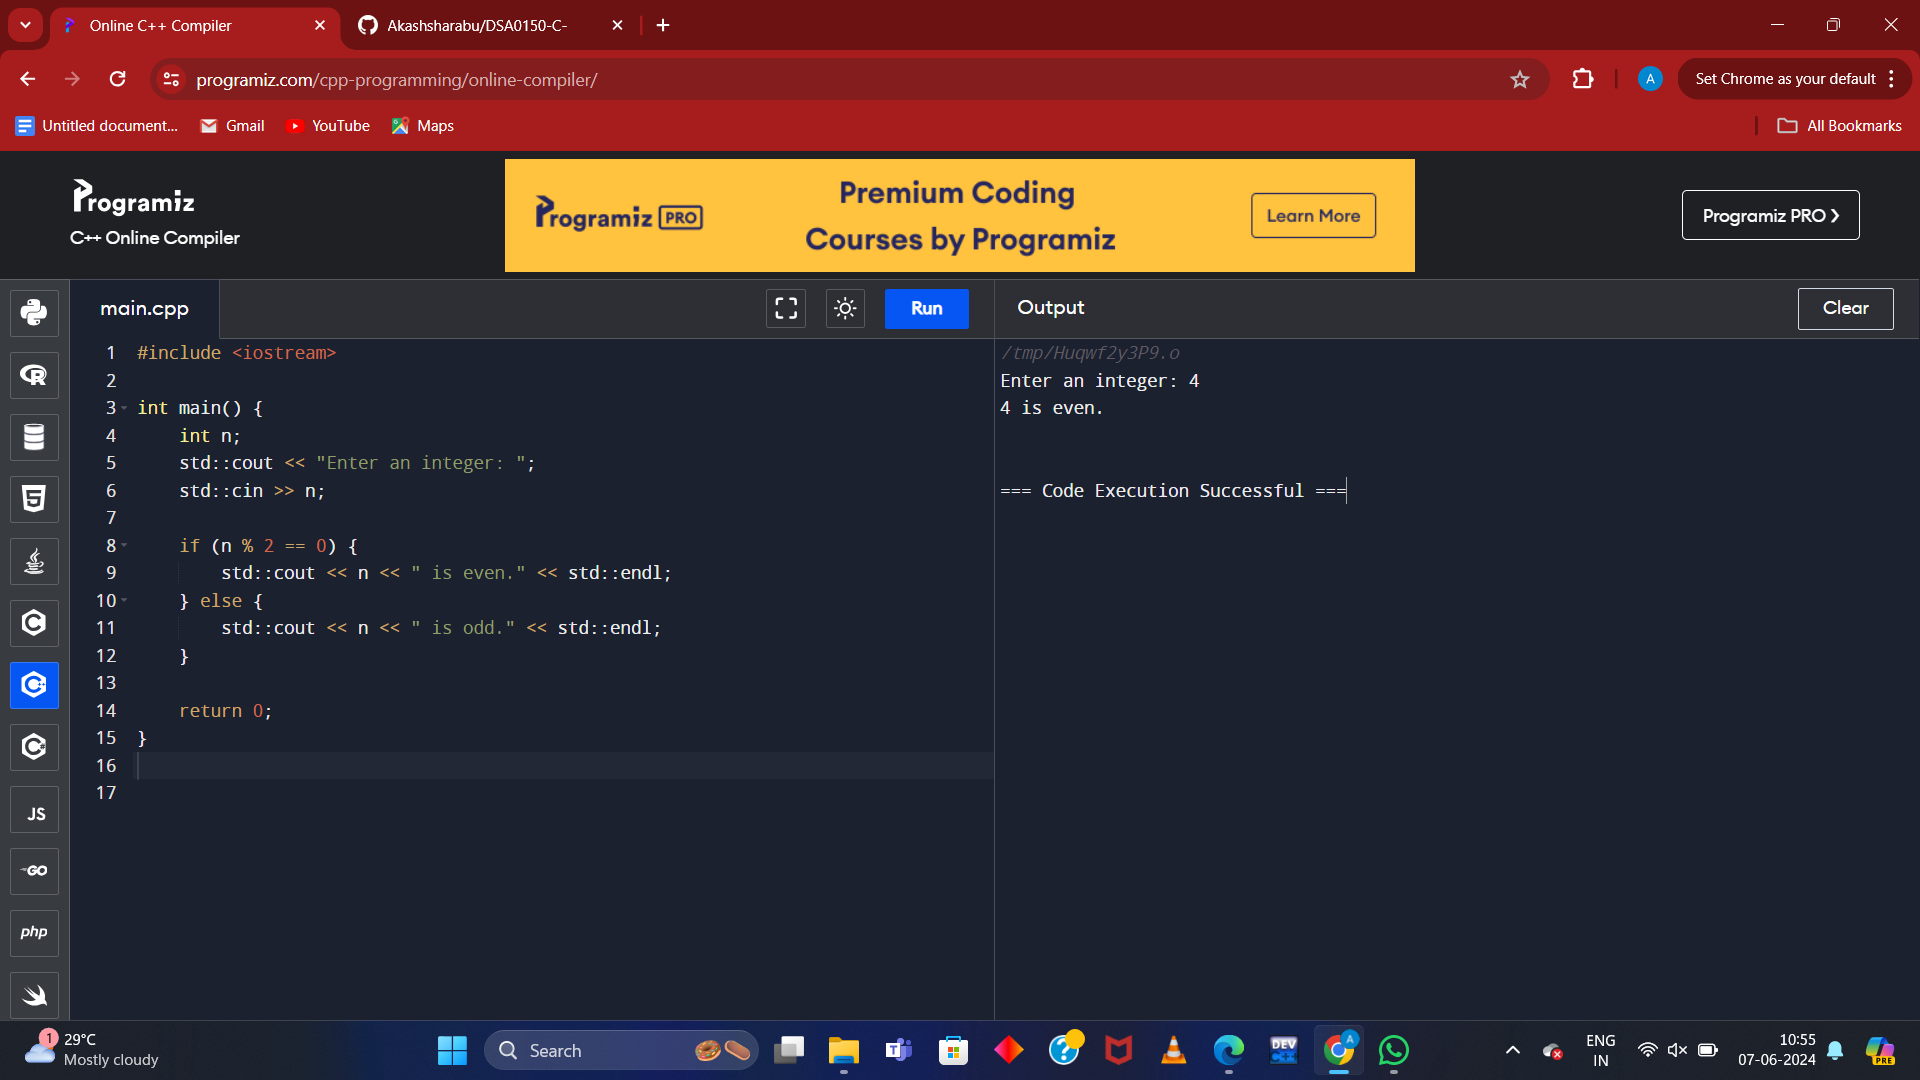 Online C++ Compiler
Akashsharabu/DSA0150-C-
programiz.com/cpp-programming/online-compiler/
A
Set Chrome as your default
Untitled document...
Gmail
YouTube
Maps
All Bookmarks
Programiz
C++ Online Compiler
Programiz PRO
Premium Coding
Courses by Programiz
Learn More
Programiz PRO
main.cpp
Run
Output
Clear
1 #include <iostream>
2
3 int main() {
4     int n;
5     std::cout << "Enter an integer: ";
6     std::cin >> n;
7
8     if (n % 2 == 0) {
9         std::cout << n << " is even." << std::endl;
10     } else {
11         std::cout << n << " is odd." << std::endl;
12     }
13
14     return 0;
15 }
16
17
/tmp/Huqwf2y3P9.o
Enter an integer: 4
4 is even.
=== Code Execution Successful ===
R
5
C
C++
C#
JS
GO
php
1
29°C
Mostly cloudy
Search
DEV
C++
A
ENG
IN
10:55
07-06-2024
PRE